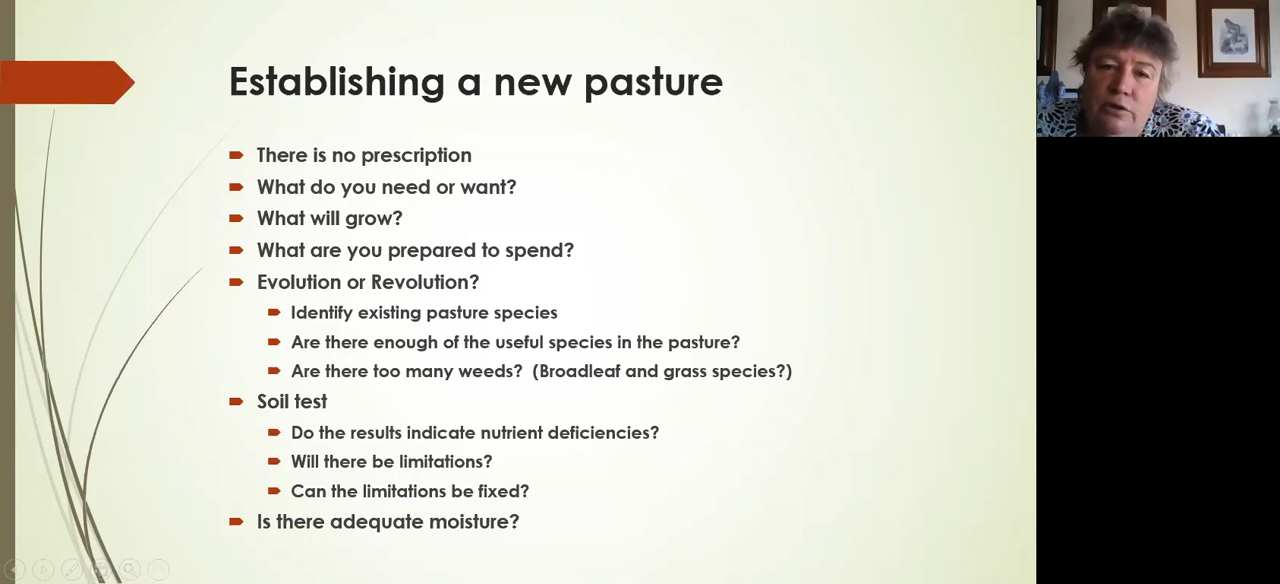 Establishing a new pasture
There is no prescription
What do you need or want?
What will grow?
What are you prepared to spend?
Evolution or Revolution?
Identify existing pasture species
Are there enough of the useful species in the pasture?
Are there too many weeds?  (Broadleaf and grass species?)
Soil test
Do the results indicate nutrient deficiencies?
Will there be limitations?
Can the limitations be fixed?
Is there adequate moisture?